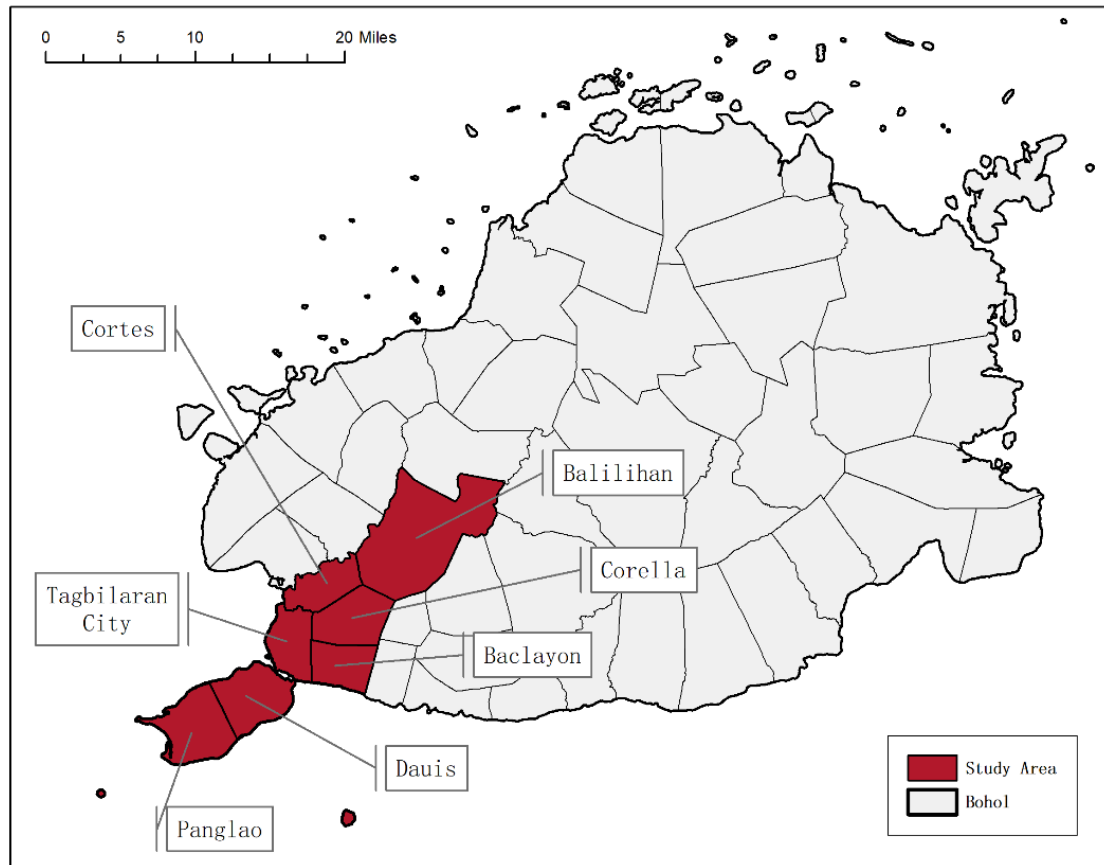 0 5 10 20 Miles
Cortes
Balilihan
Corella
Tagbilaran
City
Baclayon
Dauis
Panglao
Study Area
Bohol